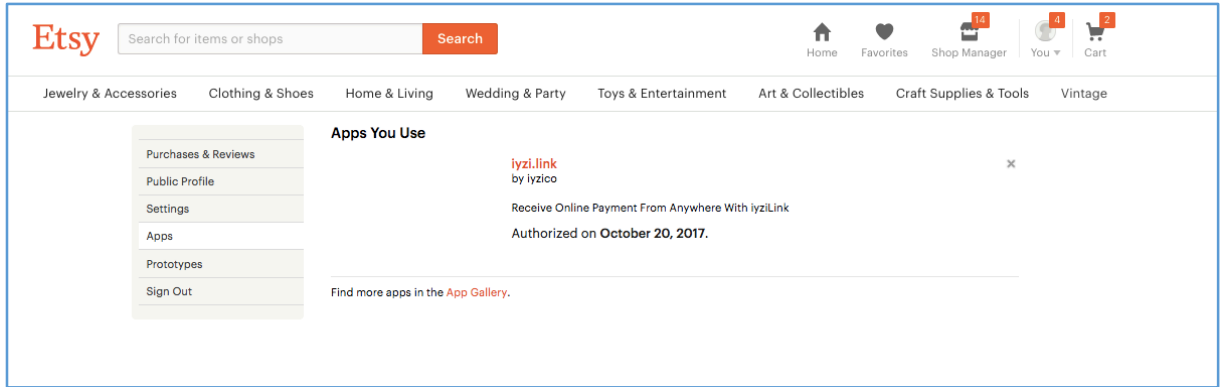 14 4 2
Etsy Search for items or shops Search
Home Favorites Shop Manager You Cart
Jewelry & Accessories Clothing & Shoes Home & Living Wedding & Party Toys & Entertainment Art & Collectibles Craft Supplies & Tools Vintage
Apps You Use
Purchases & Reviews
Public Profile
Settings
Apps
Prototypes
Sign Out
iyzi.link
by iyzico
Receive Online Payment From Anywhere With iyziLink
Authorized on October 20, 2017.
Find more apps in the App Gallery.